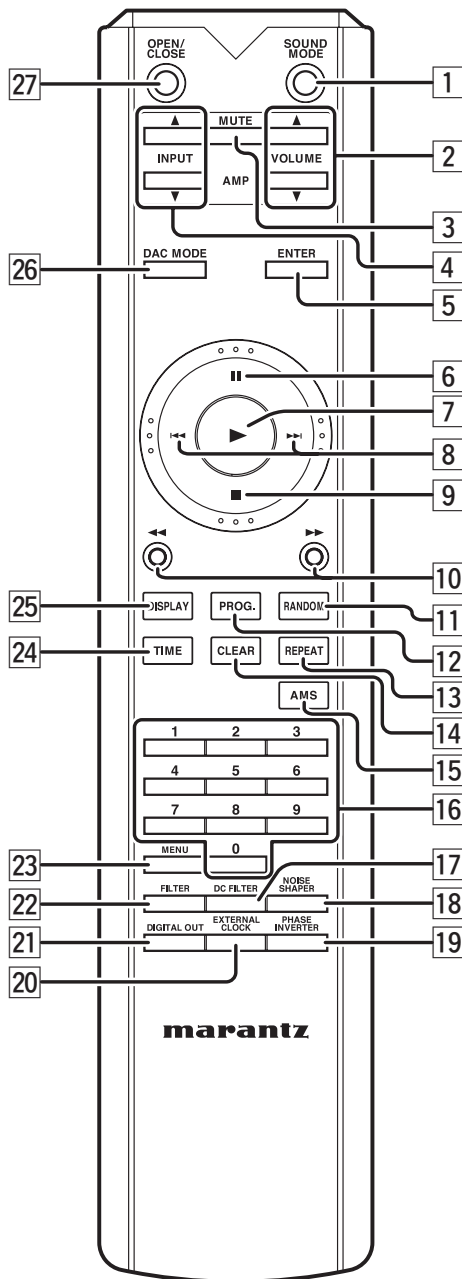 OPEN/ CLOSE
SOUND MODE
27
1
MUTE
INPUT
VOLUME
2
AMP
3
4
DAC MODE
ENTER
26
5
6
7
8
9
10
25
DISPLAY
PROG.
RANDOM
11
12
24
TIME
CLEAR
REPEAT
13
14
AMS
15
1 2 3
4 5 6
16
7 8 9
23
MENU
0
17
22
FILTER
DC FILTER
NOISE SHAPER
18
21
DIGITAL OUT
EXTERNAL CLOCK
PHASE INVERTER
19
20
marantz